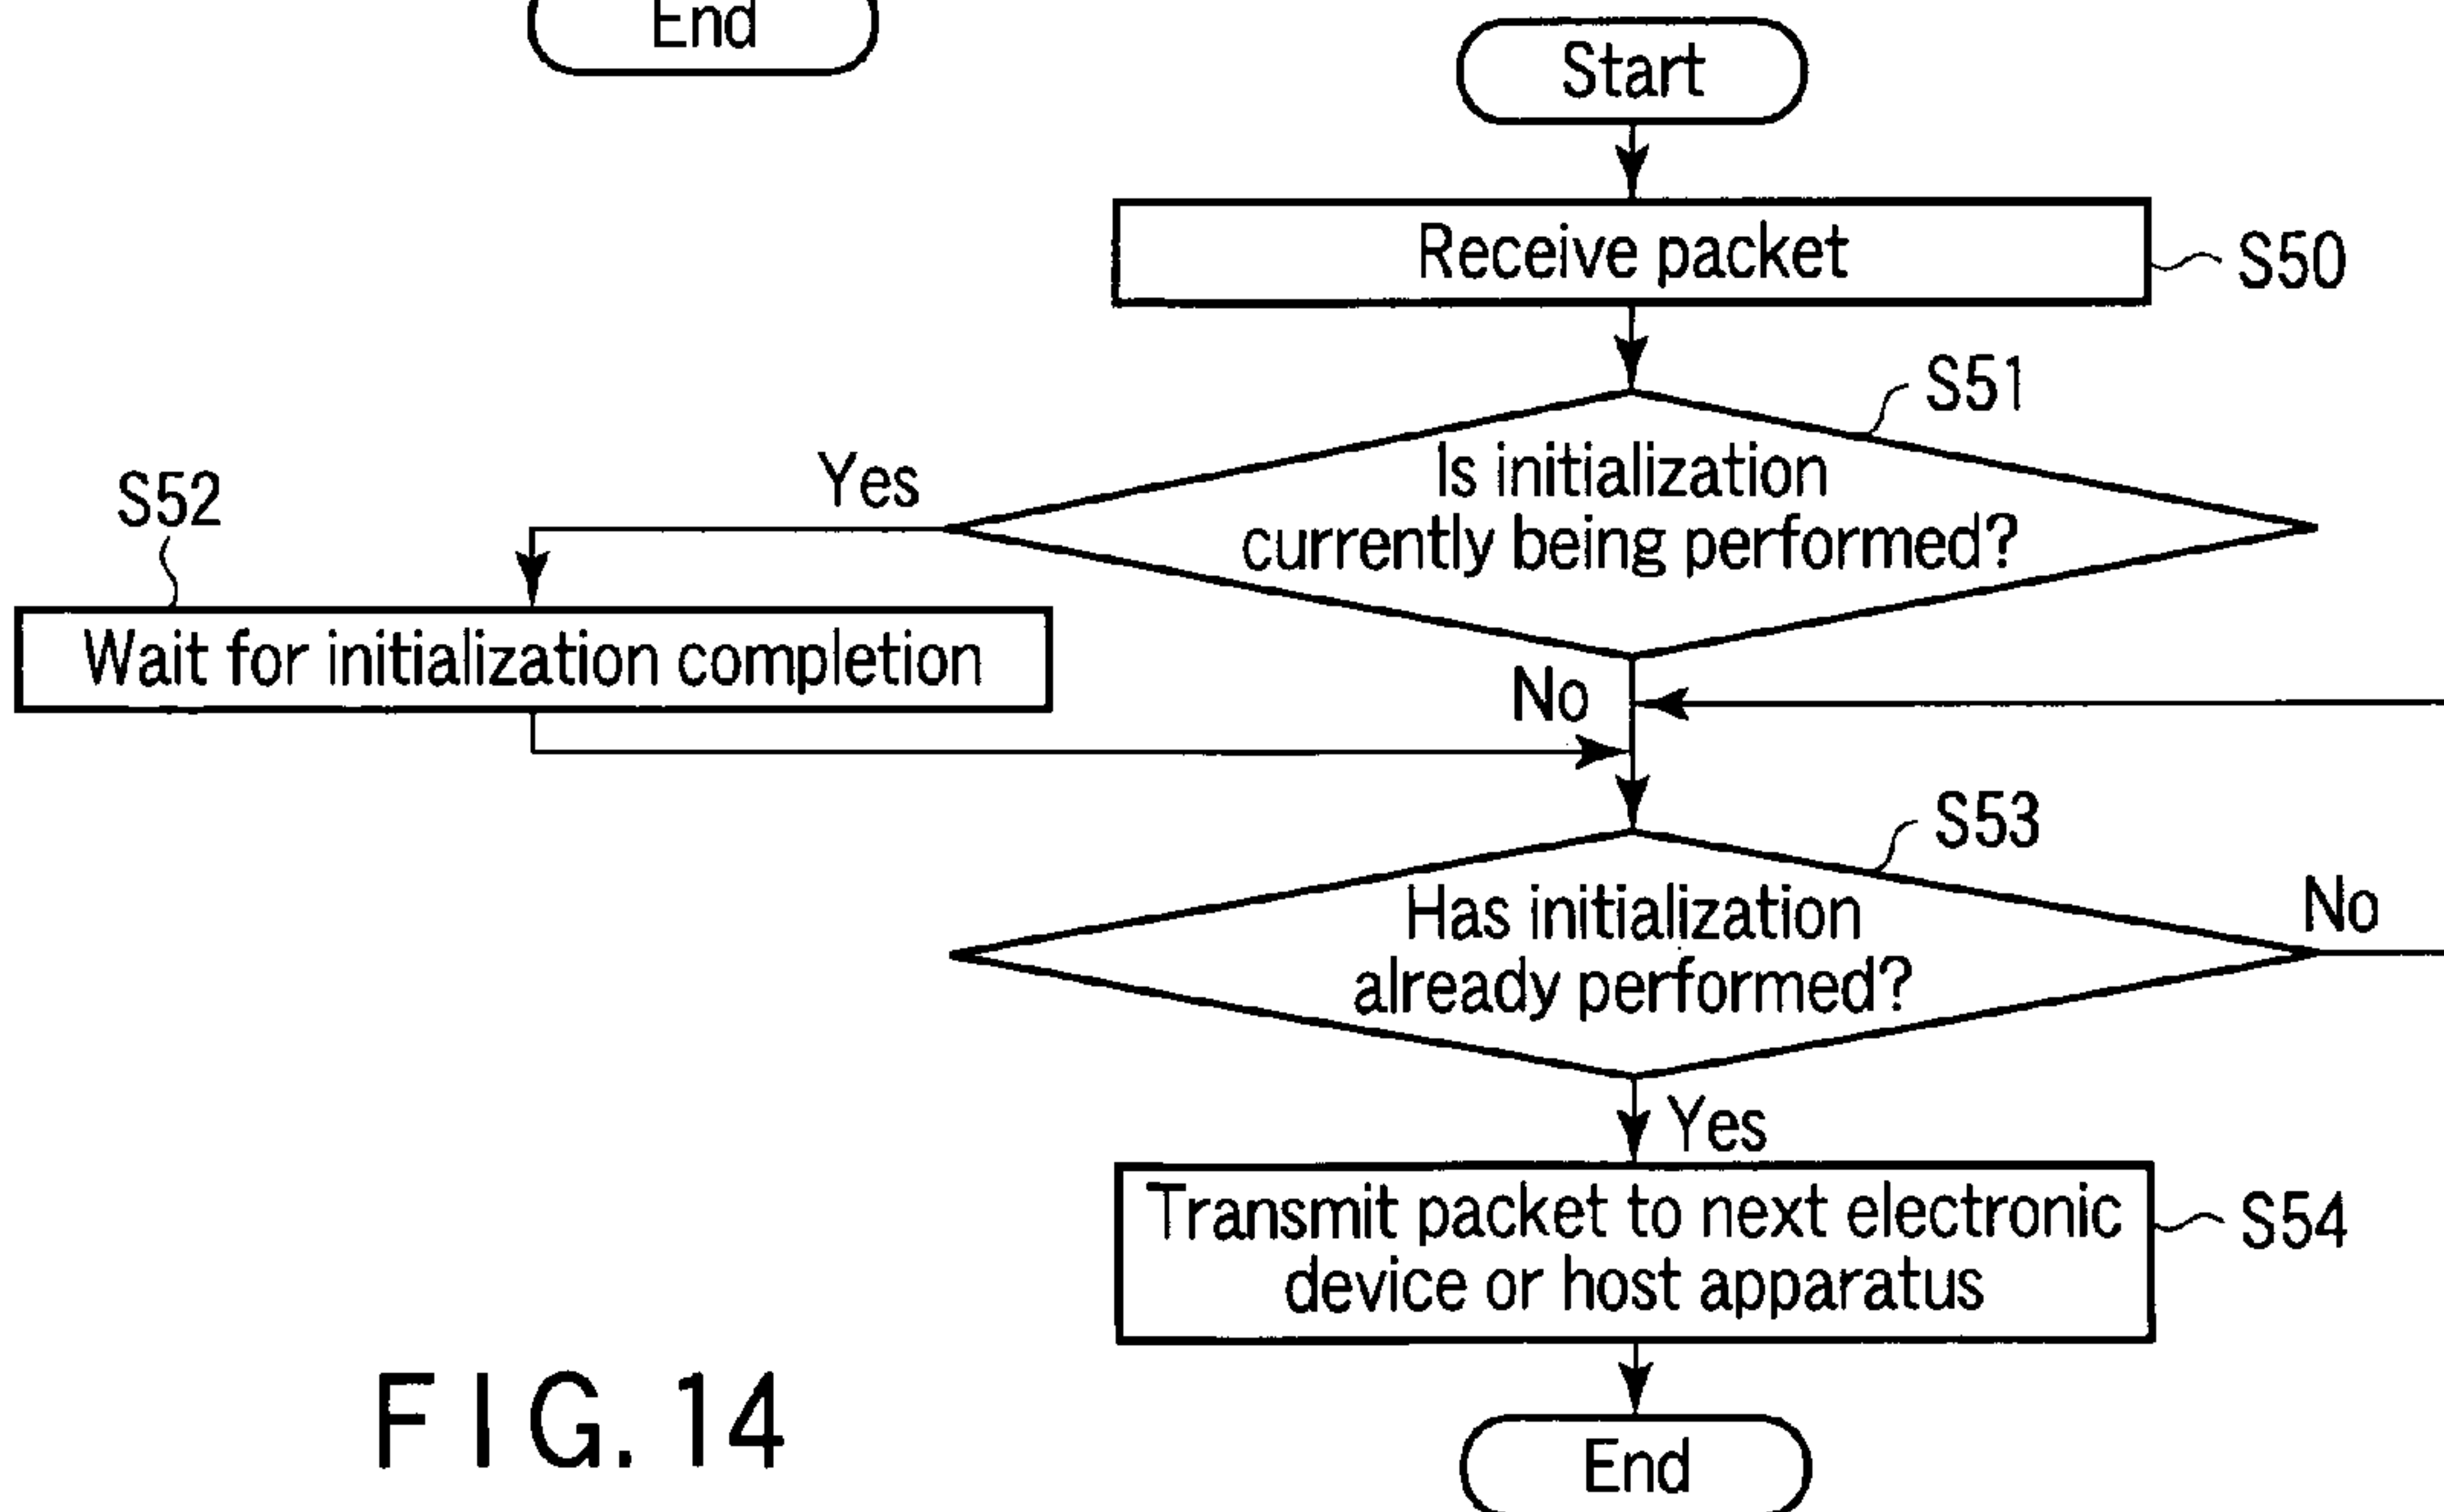 End
Start
Receive packet
S50
S51
Is initialization
currently being performed?
Yes
S52
Wait for initialization completion
No
S53
Has initialization
already performed?
No
Yes
Transmit packet to next electronic
device or host apparatus
S54
End
FIG. 14